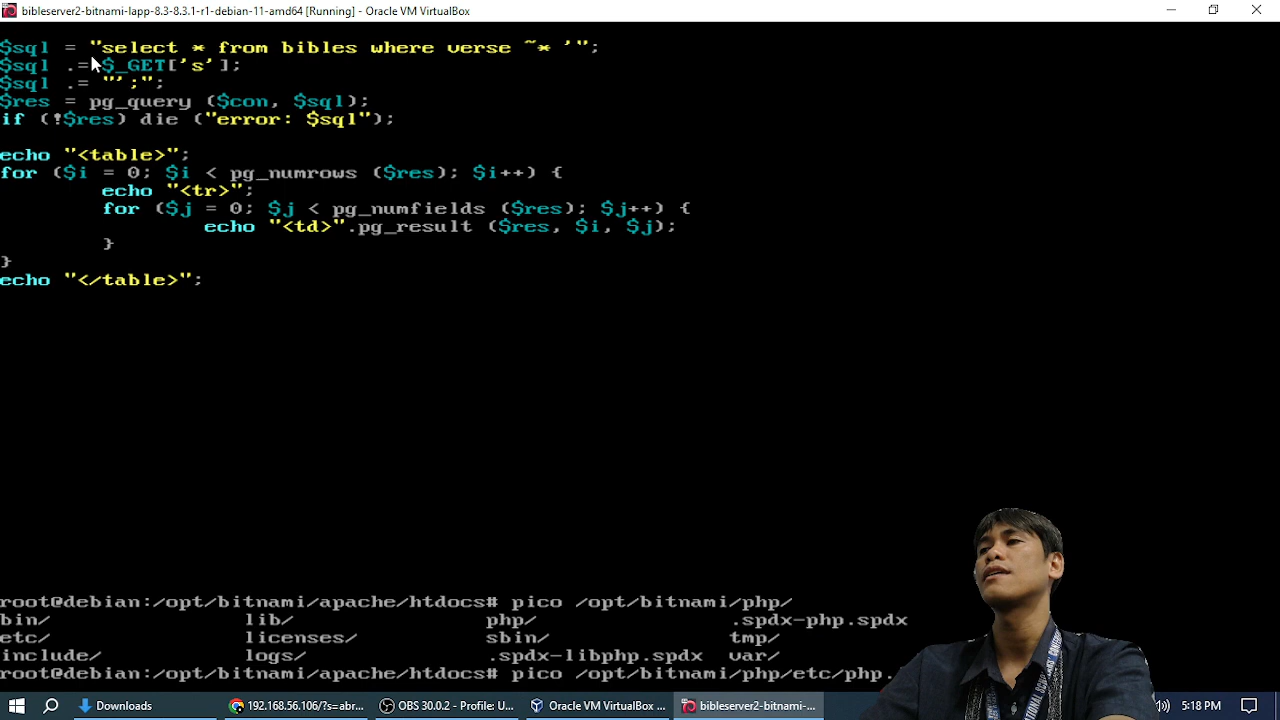 bibleserver2-bitnami-lapp-8.3-8.3.1-r1-debian-11-amd64 [Running] - Oracle VM VirtualBox
$sql = "select * from bibles where verse ~* '";
$sql .= $_GET['s'];
$sql .= "';";
$res = pg_query ($con, $sql);
if (!$res) die ("error: $sql");
echo "<table>";
for ($i = 0; $i < pg_numrows ($res); $i++) {
echo "<tr>";
for ($j = 0; $j < pg_numfields ($res); $j++) {
echo "<td>".pg_result ($res, $i, $j);
}
}
echo "</table>";
root@debian:/opt/bitnami/apache/htdocs# pico /opt/bitnami/php/
bin/ lib/ php/ .spdx-php.spdx
etc/ licenses/ sbin/ tmp/
include/ logs/ .spdx-libphp.spdx var/
root@debian:/opt/bitnami/apache/htdocs# pico /opt/bitnami/php/etc/php.
Downloads 192.168.56.106/?s=abr... OBS 30.0.2 - Profile: U... Oracle VM VirtualBox ... bibleserver2-bitnami-... 5:18 PM